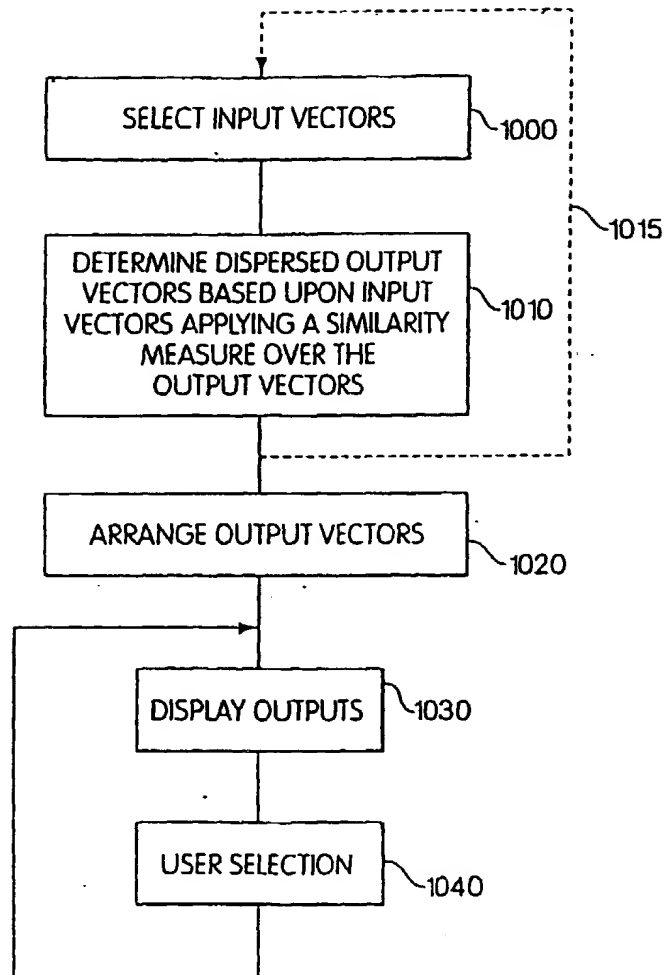 SELECT INPUT VECTORS
1000
1015
DETERMINE DISPERSED OUTPUT
VECTORS BASED UPON INPUT
VECTORS APPLYING A SIMILARITY
MEASURE OVER THE
OUTPUT VECTORS
1010
ARRANGE OUTPUT VECTORS
1020
DISPLAY OUTPUTS
1030
USER SELECTION
1040